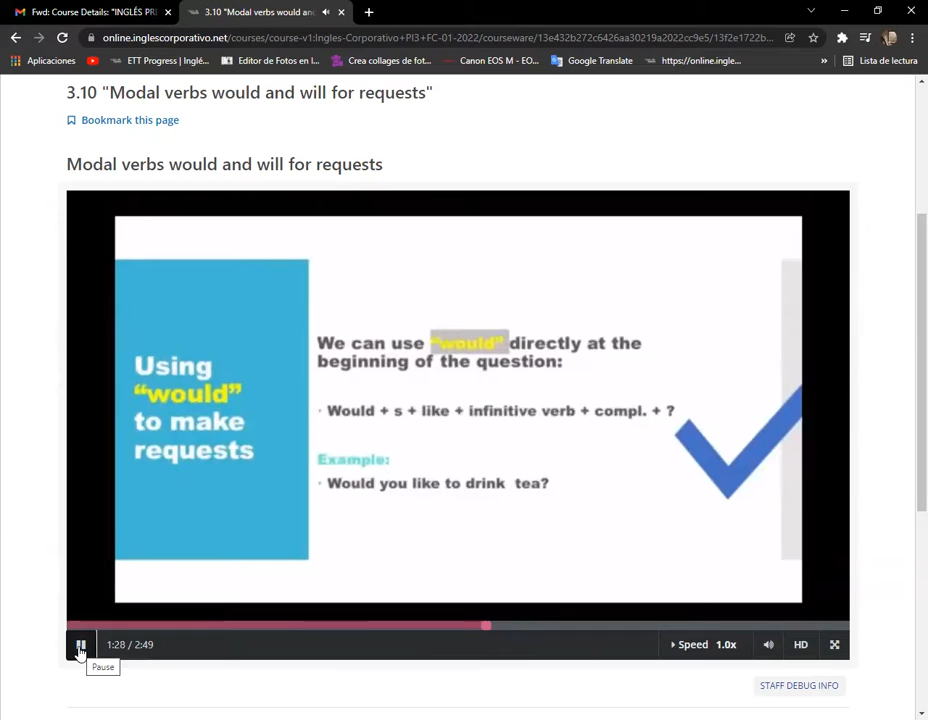 Fwd: Course Details: "INGLÉS PRE
3.10 "Modal verbs would and
online.inglescorporativo.net/courses/course-v1:Ingles-Corporativo+PI3+FC-01-2022/courseware/13e432b272c6426aa30219a2022cc9e5/13f2e1722b...
Aplicaciones
ETT Progress | Inglé...
Editor de Fotos en l...
Crea collages de fot...
Canon EOS M - EO...
Google Translate
https://online.ingle...
»
Lista de lectura
3.10 "Modal verbs would and will for requests"
Bookmark this page
Modal verbs would and will for requests
Using
"would"
to make
requests
We can use "would" directly at the
beginning of the question:
· Would + s + like + infinitive verb + compl. + ?
Example:
· Would you like to drink tea?
1:28 / 2:49
Speed 1.0x
HD
Pause
STAFF DEBUG INFO